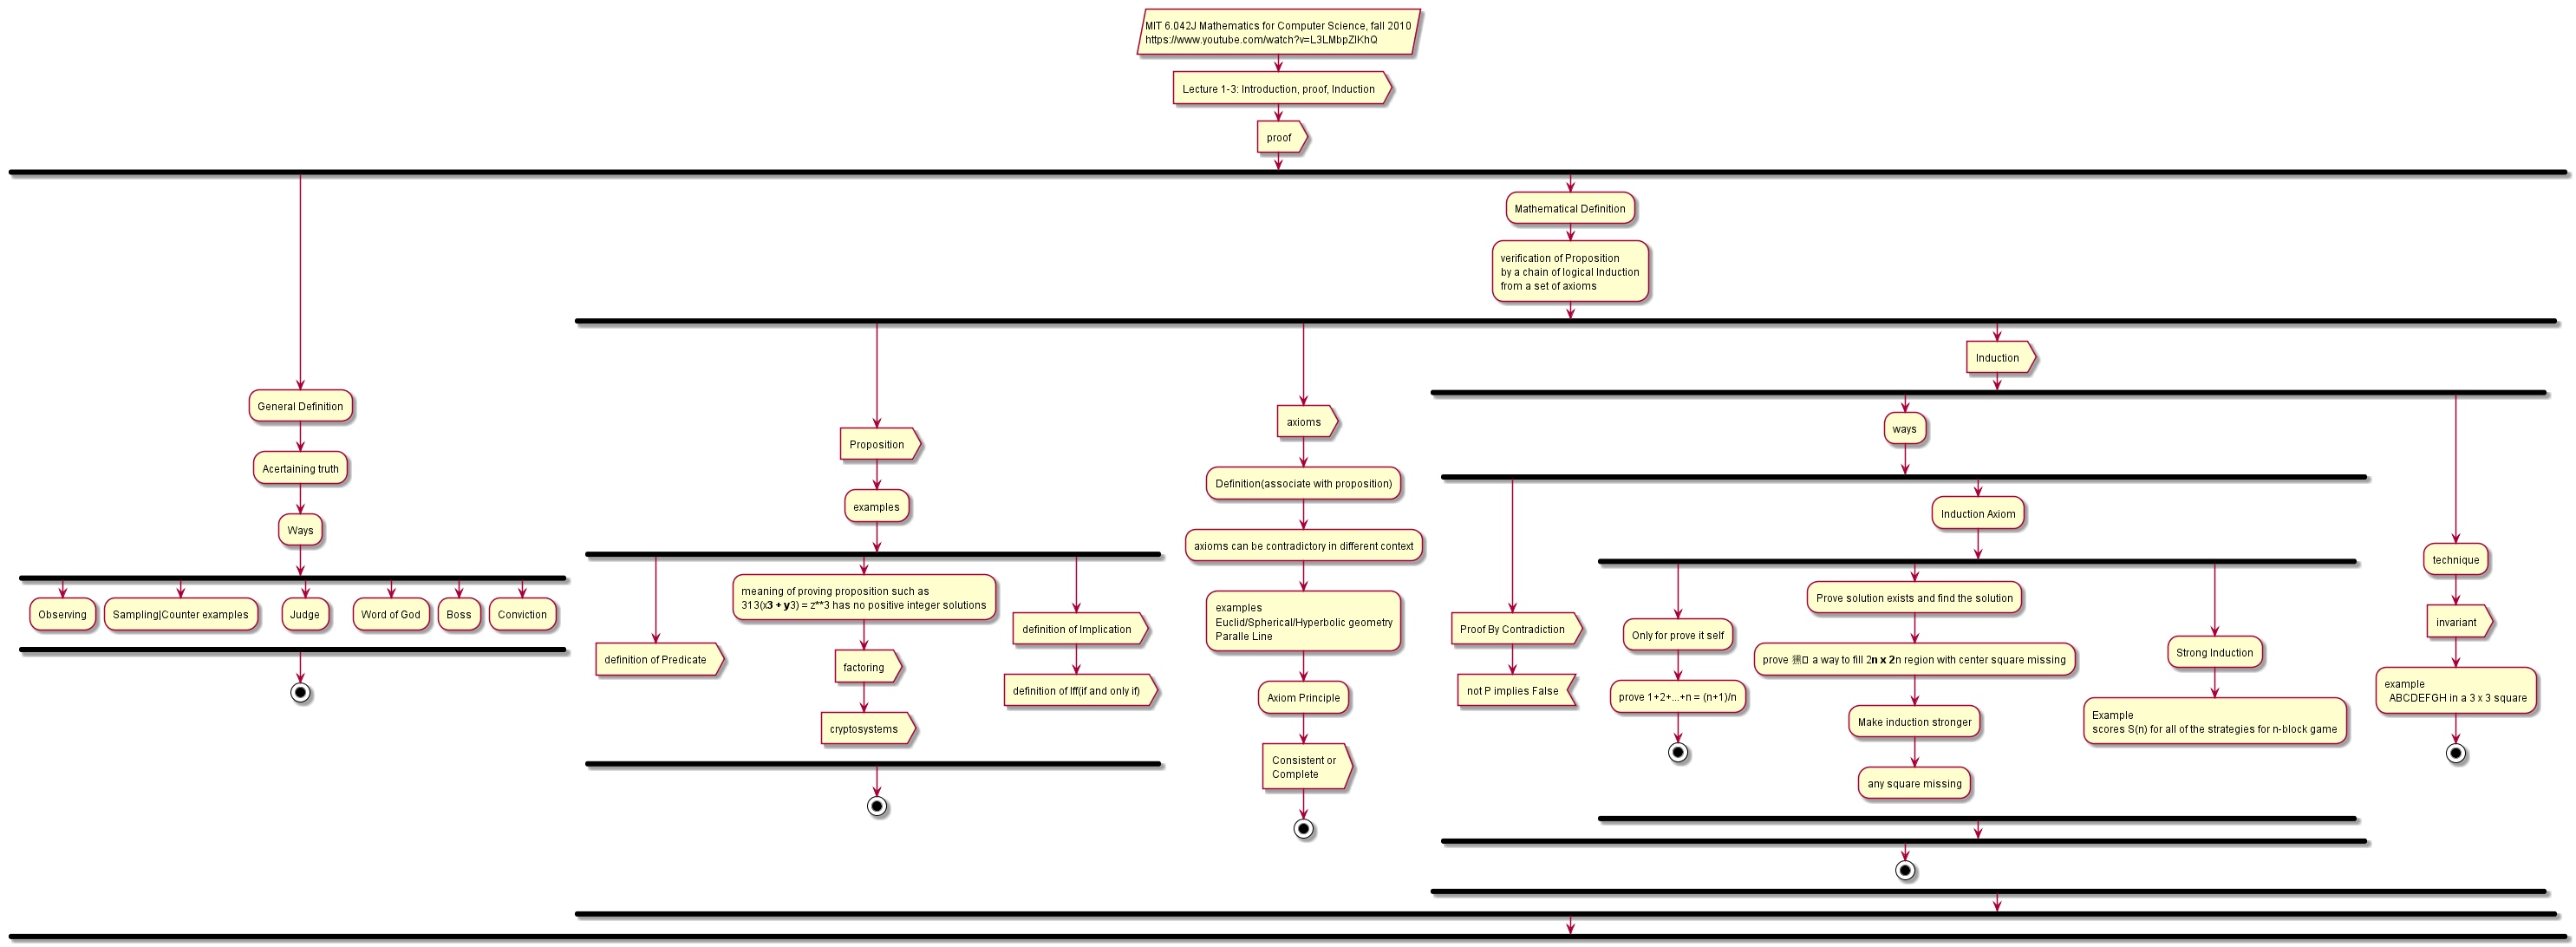 MIT 6.042J Mathematics for Computer Science, fall 2010
https://www.youtube.com/watch?v=L3LMbpZIKhQ
Lecture 1-3: Introduction, proof, Induction
proof
General Definition
Acertaining truth
Ways
Observing
Sampling|Counter examples
Judge
Word of God
Boss
Conviction
Mathematical Definition
verification of Proposition
by a chain of logical Induction
from a set of axioms
Proposition
examples
definition of Predicate
meaning of proving proposition such as
313(x3 + y3) = z**3 has no positive integer solutions
factoring
cryptosystems
definition of Implication
definition of Iff(if and only if)
axioms
Definition(associate with proposition)
axioms can be contradictory in different context
examples
Euclid/Spherical/Hyperbolic geometry
Paralle Line
Axiom Principle
Consistent or
Complete
Induction
ways
Proof By Contradiction
not P implies False
Induction Axiom
Only for prove it self
prove 1+2+...+n = (n+1)/n
Prove solution exists and find the solution
prove a way to fill 2n x 2n region with center square missing
Make induction stronger
any square missing
Strong Induction
Example
scores S(n) for all of the strategies for n-block game
technique
invariant
example
ABCDEFGH in a 3 x 3 square